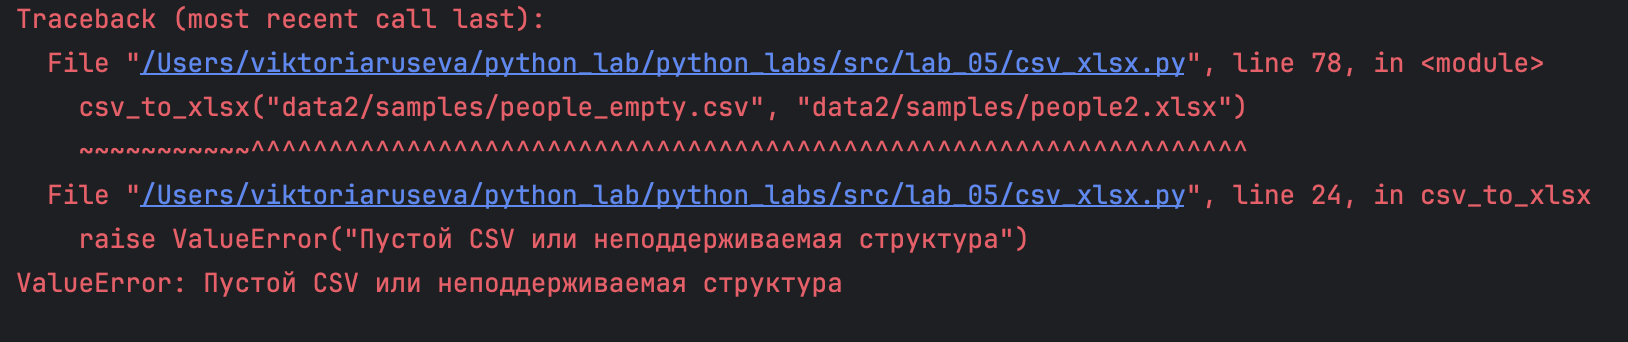 Traceback (most recent call last):
  File "/Users/viktoriaruseva/python_lab/python_labs/src/lab_05/csv_xlsx.py", line 78, in <module>
    csv_to_xlsx("data2/samples/people_empty.csv", "data2/samples/people2.xlsx")
    ~~~~~~~~~~~^^^^^^^^^^^^^^^^^^^^^^^^^^^^^^^^^^^^^^^^^^^^^^^^^^^^^^^^^^^^^^^^
  File "/Users/viktoriaruseva/python_lab/python_labs/src/lab_05/csv_xlsx.py", line 24, in csv_to_xlsx
    raise ValueError("Пустой CSV или неподдерживаемая структура")
ValueError: Пустой CSV или неподдерживаемая структура